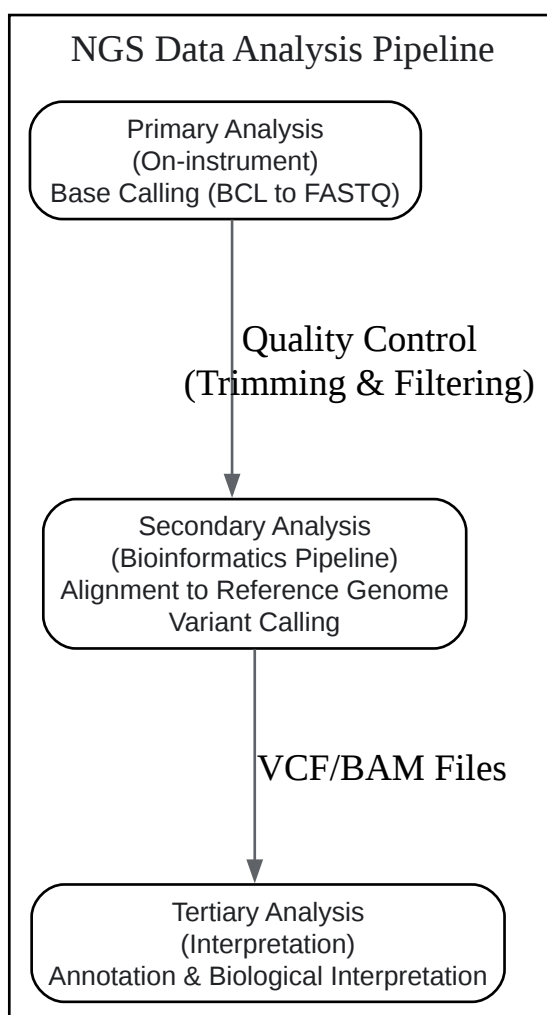 NGS Data Analysis Pipeline
Primary Analysis
(On-instrument)
Base Calling (BCL to FASTQ)
Quality Control
(Trimming & Filtering)
Secondary Analysis
(Bioinformatics Pipeline)
Alignment to Reference Genome
Variant Calling
VCF/BAM Files
Tertiary Analysis
(Interpretation)
Annotation & Biological Interpretation